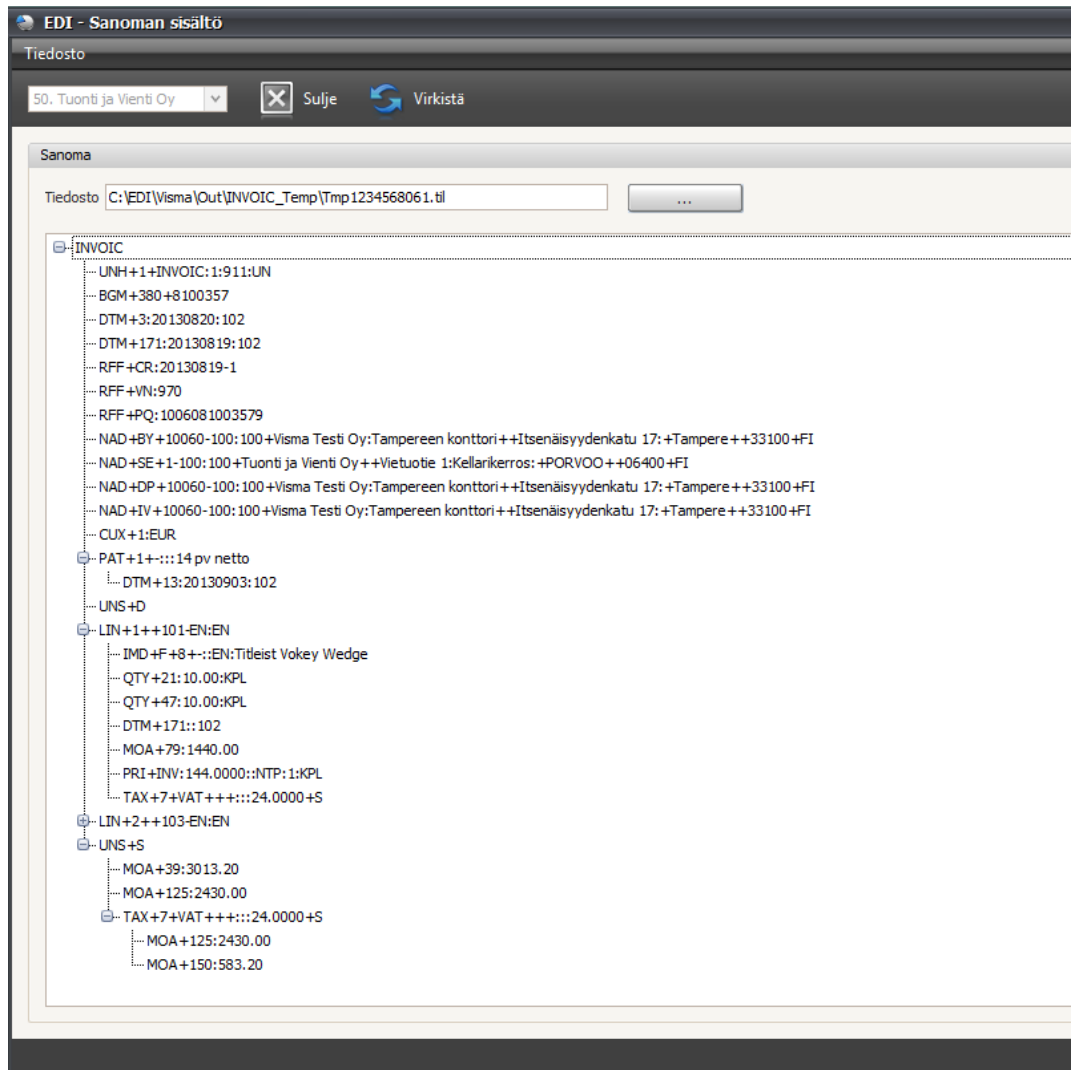 EDI - Sanoman sisältö
Tiedosto
50. Tuonti ja Vienti Oy Sulje Virkistä
Sanoma
Tiedosto C:\EDI\Visma\Out\INVOIC_Temp\Tmp1234568061.til ...
INVOIC
UNH+1+INVOIC:1:911:UN
BGM+380+8100357
DTM+3:20130820:102
DTM+171:20130819:102
RFF+CR:20130819-1
RFF+VN:970
RFF+PQ:1006081003579
NAD+BY+10060-100:100+Visma Testi Oy:Tampereen konttori++Itsenäisyydenkatu 17:+Tampere++33100+FI
NAD+SE+1-100:100+Tuonti ja Vienti Oy++Vietuotie 1:Kellarikerros:+PORVOO++06400+FI
NAD+DP+10060-100:100+Visma Testi Oy:Tampereen konttori++Itsenäisyydenkatu 17:+Tampere++33100+FI
NAD+IV+10060-100:100+Visma Testi Oy:Tampereen konttori++Itsenäisyydenkatu 17:+Tampere++33100+FI
CUX+1:EUR
PAT+1+-:::14 pv netto
DTM+13:20130903:102
UNS+D
LIN+1++101-EN:EN
IMD+F+8+-::EN:Titleist Vokey Wedge
QTY+21:10.00:KPL
QTY+47:10.00:KPL
DTM+171::102
MOA+79:1440.00
PRI+INV:144.0000::NTP:1:KPL
TAX+7+VAT+++:::24.0000+S
LIN+2++103-EN:EN
UNS+S
MOA+39:3013.20
MOA+125:2430.00
TAX+7+VAT+++:::24.0000+S
MOA+125:2430.00
MOA+150:583.20